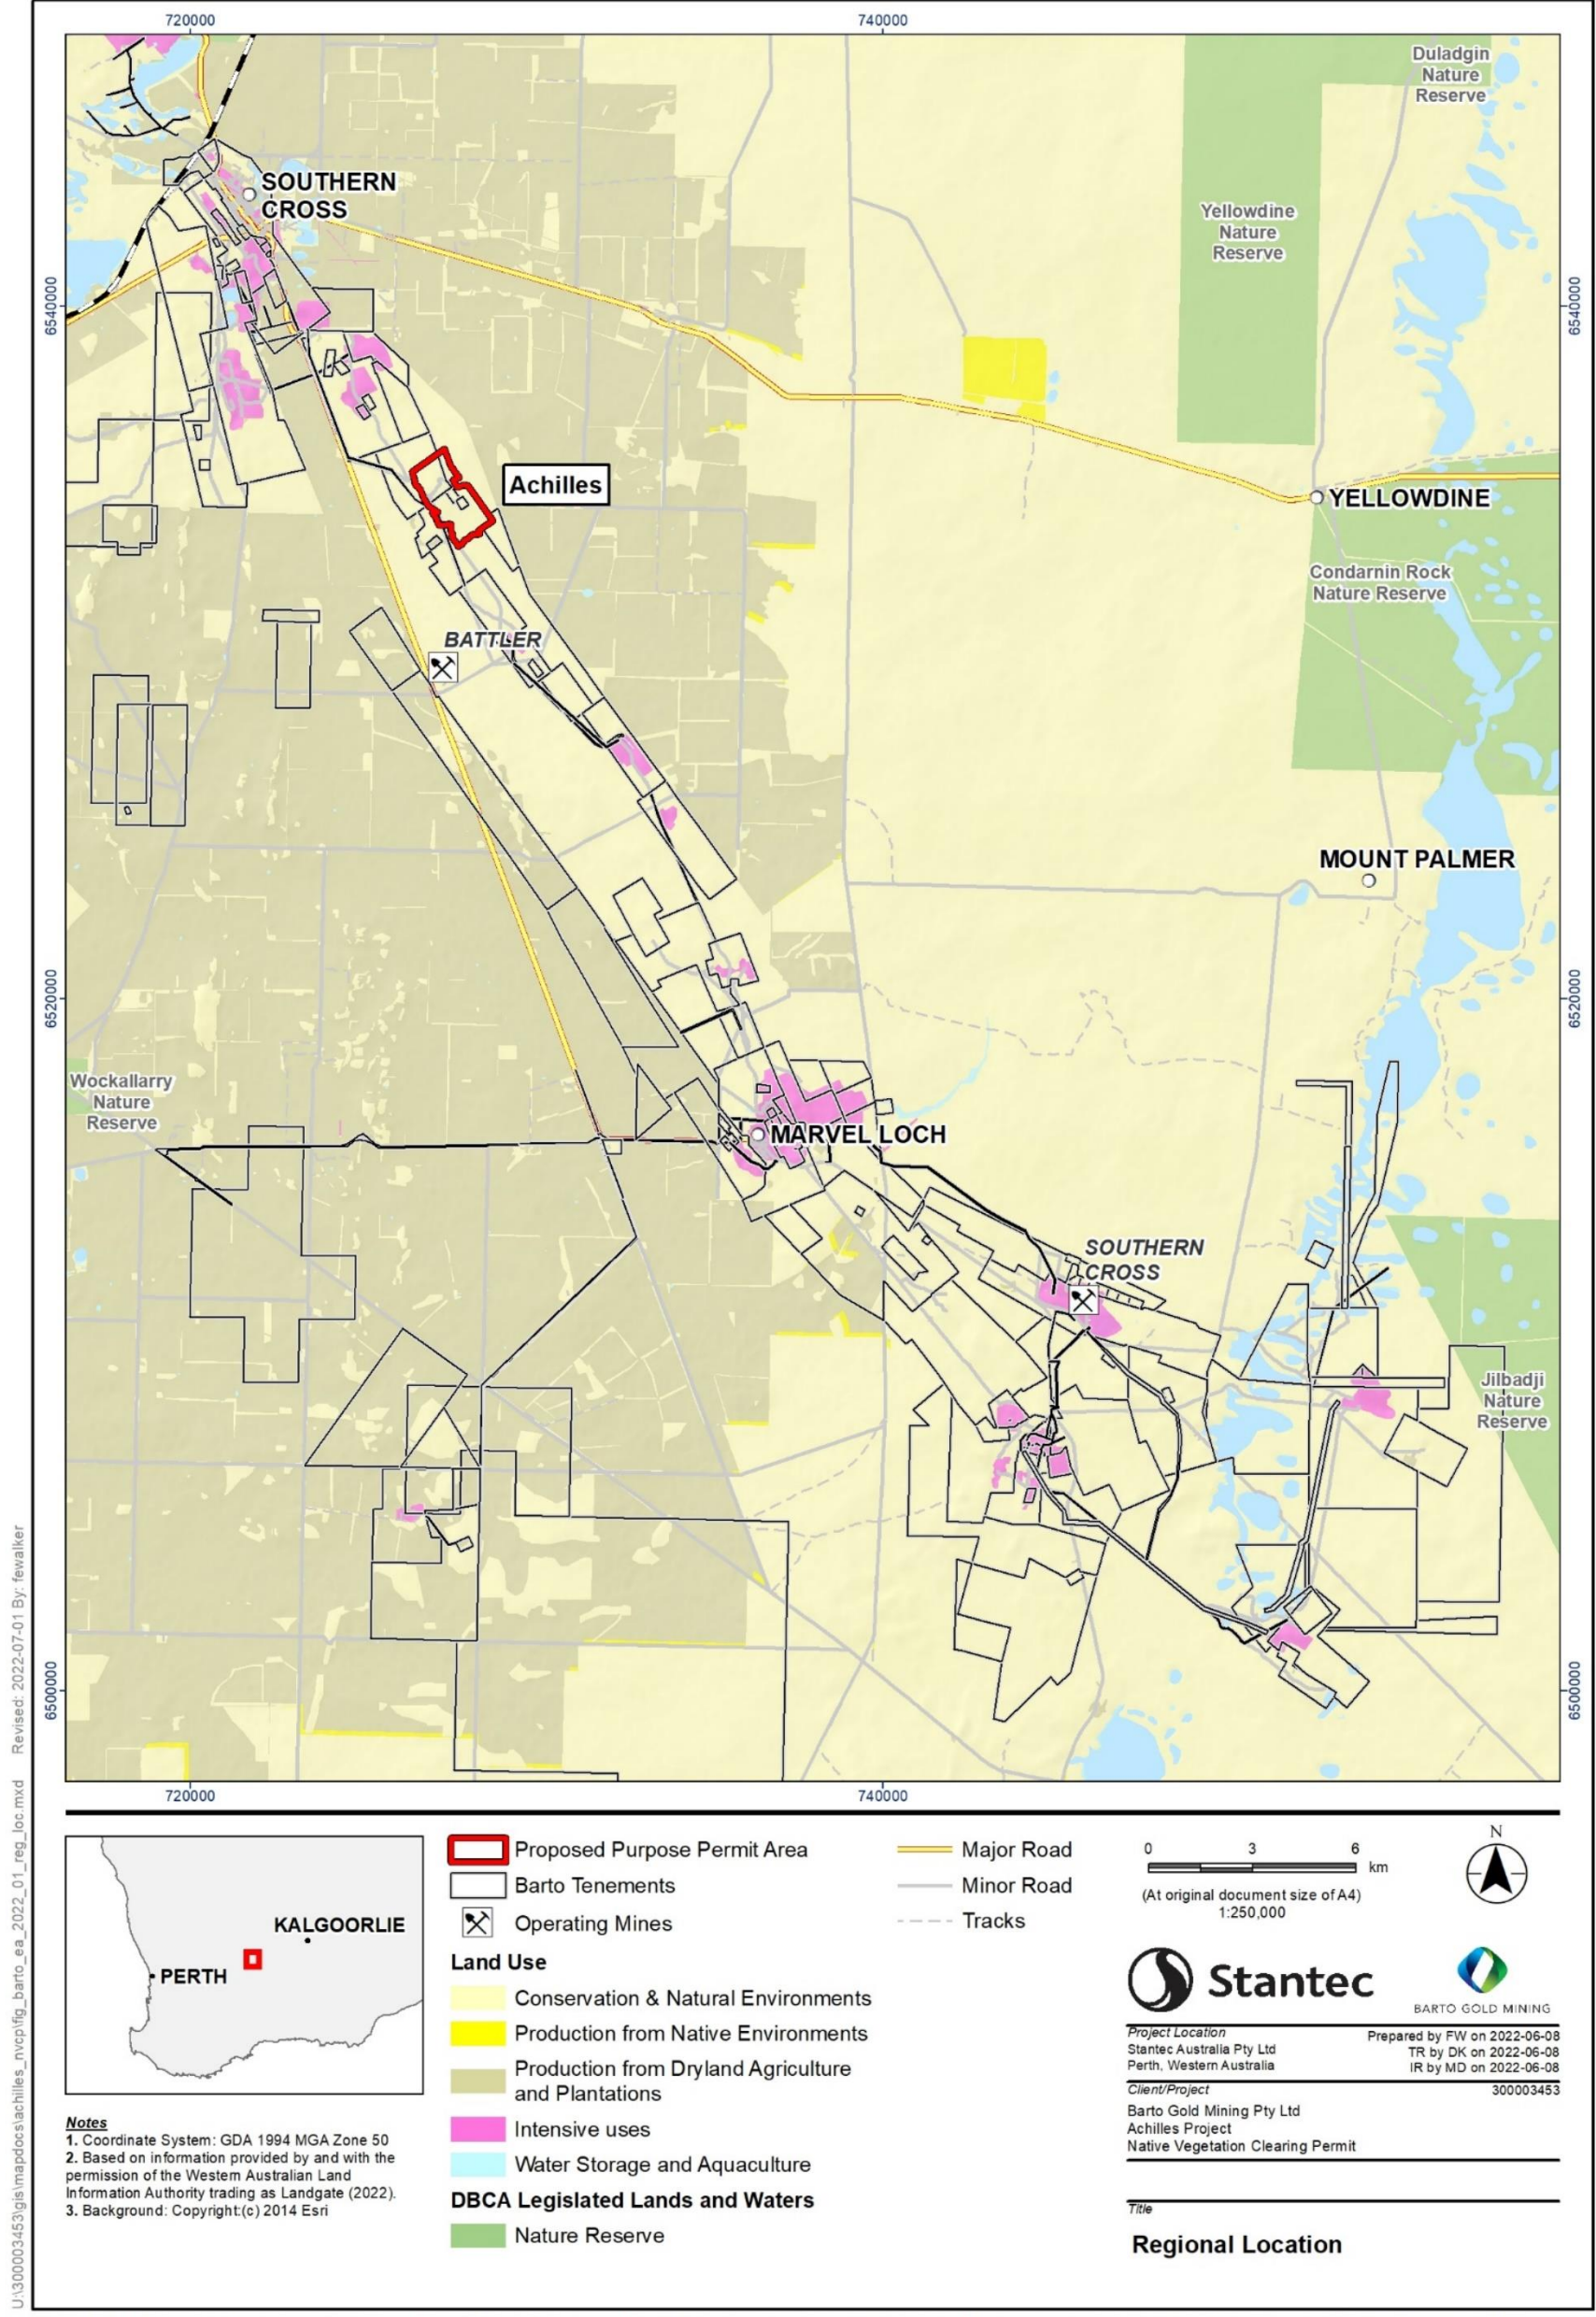 720000
740000
Duladgin
Nature
Reserve
SOUTHERN
CROSS
Yellowdine
Nature
Reserve
6540000
6540000
Achilles
YELLOWDINE
Condarnin Rock
Nature Reserve
BATTLER
MOUNT PALMER
6520000
6520000
Wockallarry
Nature
Reserve
MARVEL LOCH
SOUTHERN
CROSS
Jilbadji
Nature
Reserve
6500000
6500000
720000
740000
U:\300003453\gis\mapdocs\achilles_nvcp\fig_barto_ea_2022_01_reg_loc.mxd Revised: 2022-07-01 By: fewalker
KALGOORLIE
PERTH
Notes
1. Coordinate System: GDA 1994 MGA Zone 50
2. Based on information provided by and with the
permission of the Western Australian Land
Information Authority trading as Landgate (2022).
3. Background: Copyright:(c) 2014 Esri
Proposed Purpose Permit Area
Barto Tenements
Operating Mines
Land Use
Conservation & Natural Environments
Production from Native Environments
Production from Dryland Agriculture
and Plantations
Intensive uses
Water Storage and Aquaculture
DBCA Legislated Lands and Waters
Nature Reserve
Major Road
Minor Road
Tracks
0 3 6
km
(At original document size of A4)
1:250,000
N
Stantec
BARTO GOLD MINING
Project Location
Stantec Australia Pty Ltd
Perth, Western Australia
Prepared by FW on 2022-06-08
TR by DK on 2022-06-08
IR by MD on 2022-06-08
Client/Project 300003453
Barto Gold Mining Pty Ltd
Achilles Project
Native Vegetation Clearing Permit
Title
Regional Location